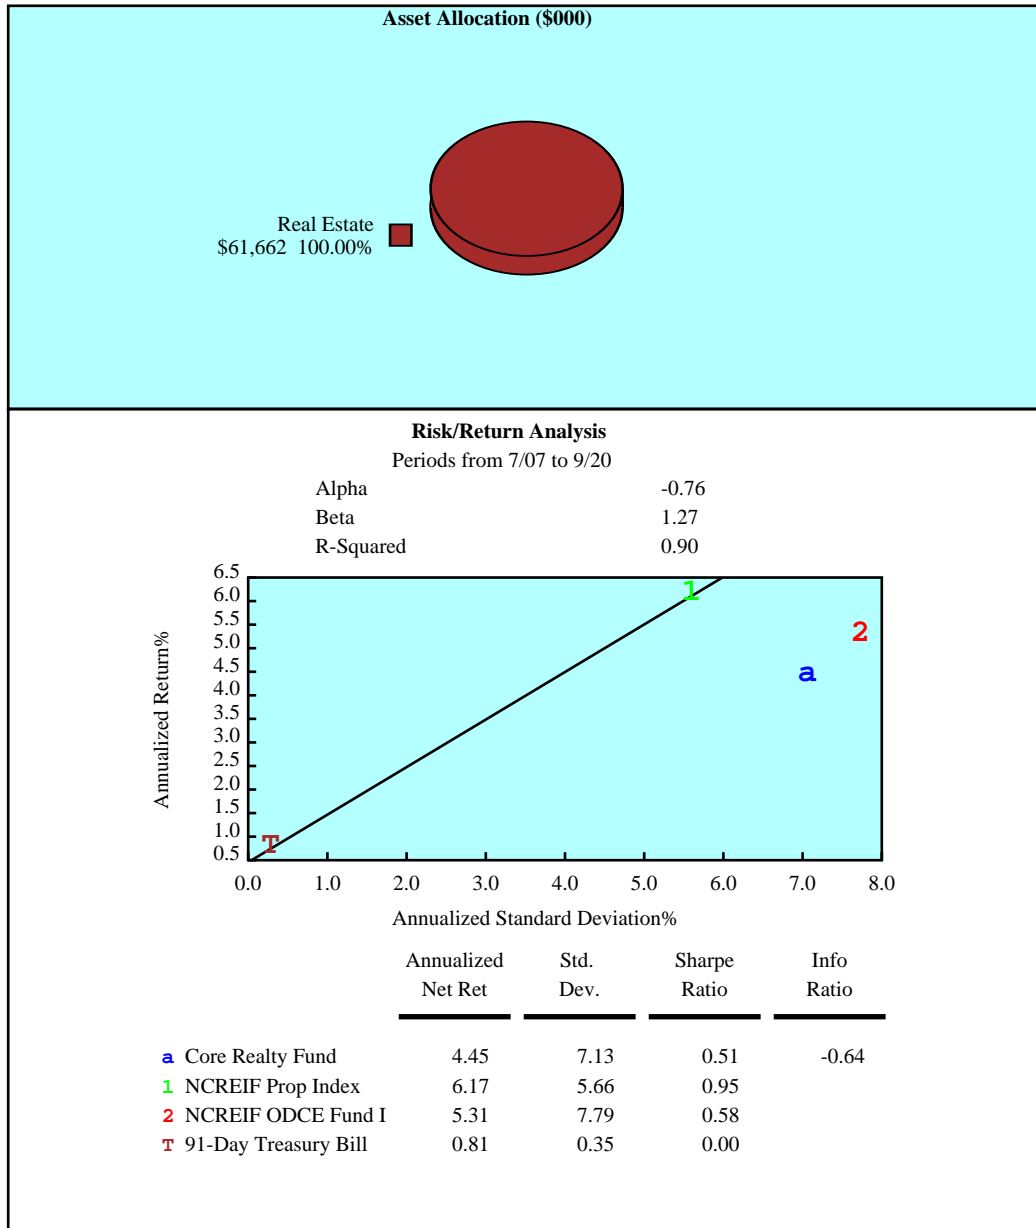 Asset Allocation ($000)
Real Estate
$61,662 100.00%
Risk/Return Analysis
Periods from 7/07 to 9/20
Alpha -0.76
Beta 1.27
R-Squared 0.90
6.5
6.0
5.5
5.0
4.5
4.0
3.5
3.0
2.5
2.0
1.5
1.0
0.5
Annualized Return%
1
2
a
T
0.0 1.0 2.0 3.0 4.0 5.0 6.0 7.0 8.0
Annualized Standard Deviation%
Annualized Std. Sharpe Info
Net Ret Dev. Ratio Ratio
a Core Realty Fund 4.45 7.13 0.51 -0.64
1 NCREIF Prop Index 6.17 5.66 0.95
2 NCREIF ODCE Fund I 5.31 7.79 0.58
T 91-Day Treasury Bill 0.81 0.35 0.00